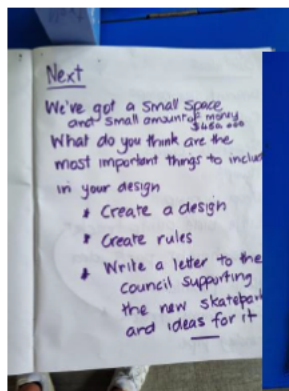 Next
We've got a small space
and small amount of money
$450 000
What do you think are the
most important things to includ
in your design
* Create a design
* Create rules
* Write a letter to the
council supporting
the new skatepark
and ideas for it